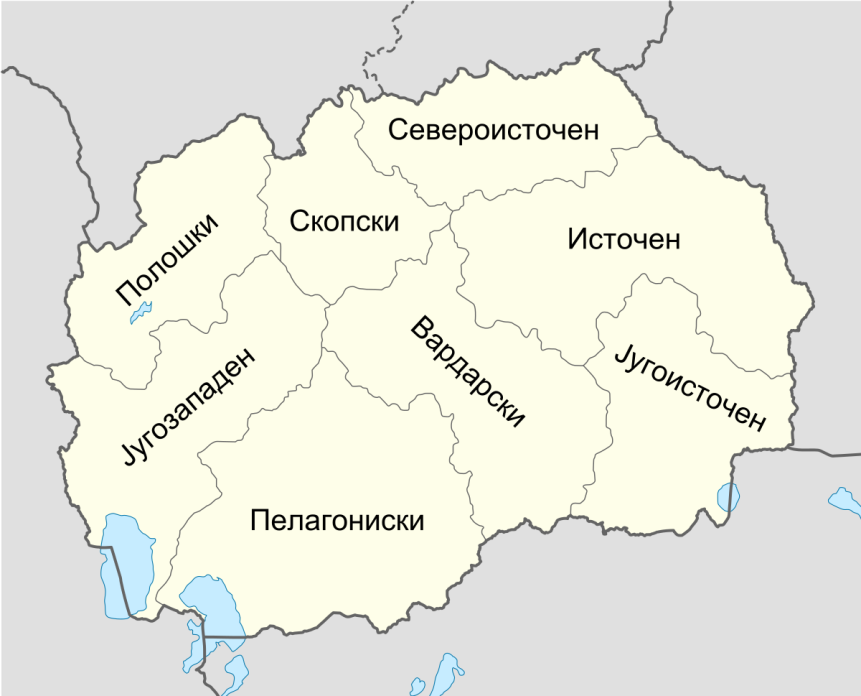 Североисточен
Скопски
Источен
Полошки
Вардарски
Југоисточен
Југозападен
Пелагониски